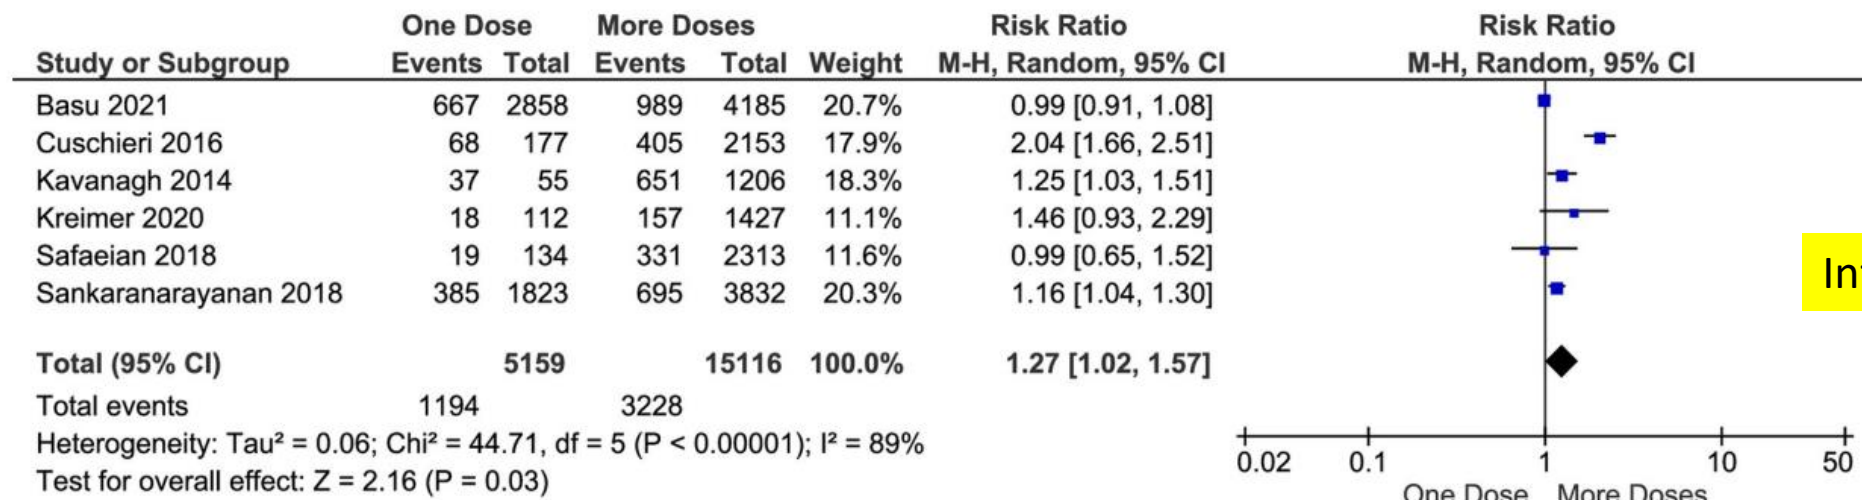 One Dose More Doses Risk Ratio Risk Ratio
Study or Subgroup Events Total Events Total Weight M-H, Random, 95% CI M-H, Random, 95% CI
Basu 2021 667 2858 989 4185 20.7% 0.99 [0.91, 1.08]
Cuschieri 2016 68 177 405 2153 17.9% 2.04 [1.66, 2.51]
Kavanagh 2014 37 55 651 1206 18.3% 1.25 [1.03, 1.51]
Kreimer 2020 18 112 157 1427 11.1% 1.46 [0.93, 2.29]
Safaeian 2018 19 134 331 2313 11.6% 0.99 [0.65, 1.52]
Sankaranarayanan 2018 385 1823 695 3832 20.3% 1.16 [1.04, 1.30]
Total (95% CI) 5159 15116 100.0% 1.27 [1.02, 1.57]
Total events 1194 3228
Heterogeneity: Tau² = 0.06; Chi² = 44.71, df = 5 (P < 0.00001); I² = 89%
Test for overall effect: Z = 2.16 (P = 0.03)
0.02 0.1 1 10 50
One Dose More Doses